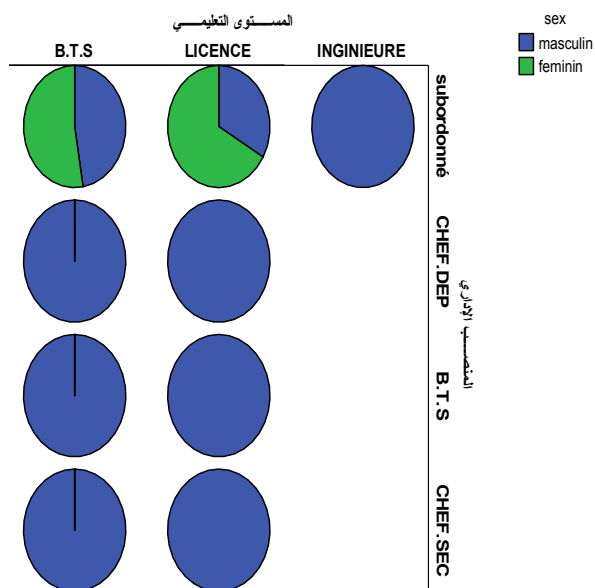 المستوى التعليمي
B.T.S
LICENCE
INGINIEURE
sex
masculin
feminin
subordonné
CHEF.DEP
B.T.S
CHEF.SEC
المنصب الإداري